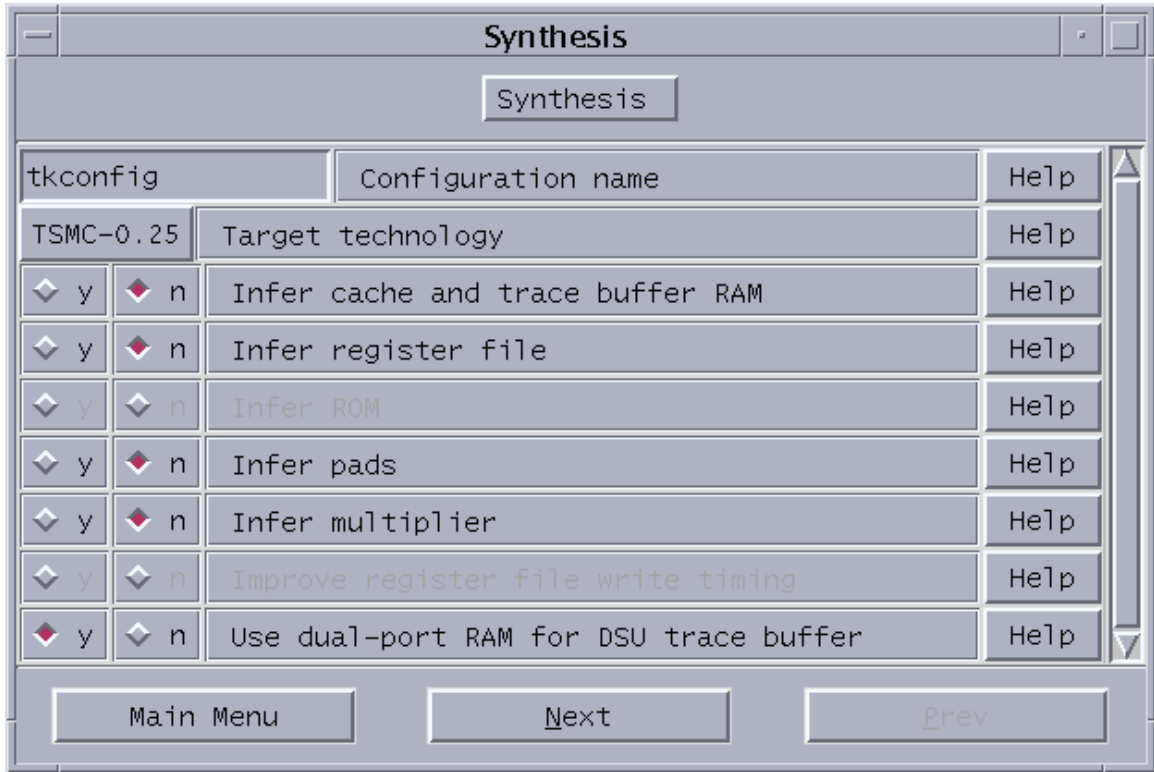 Synthesis
Synthesis
tkconfig Configuration name Help
TSMC-0.25 Target technology Help
y n Infer cache and trace buffer RAM Help
y n Infer register file Help
y n Infer ROM Help
y n Infer pads Help
y n Infer multiplier Help
y n Improve register file write timing Help
y n Use dual-port RAM for DSU trace buffer Help
Main Menu Next Prev